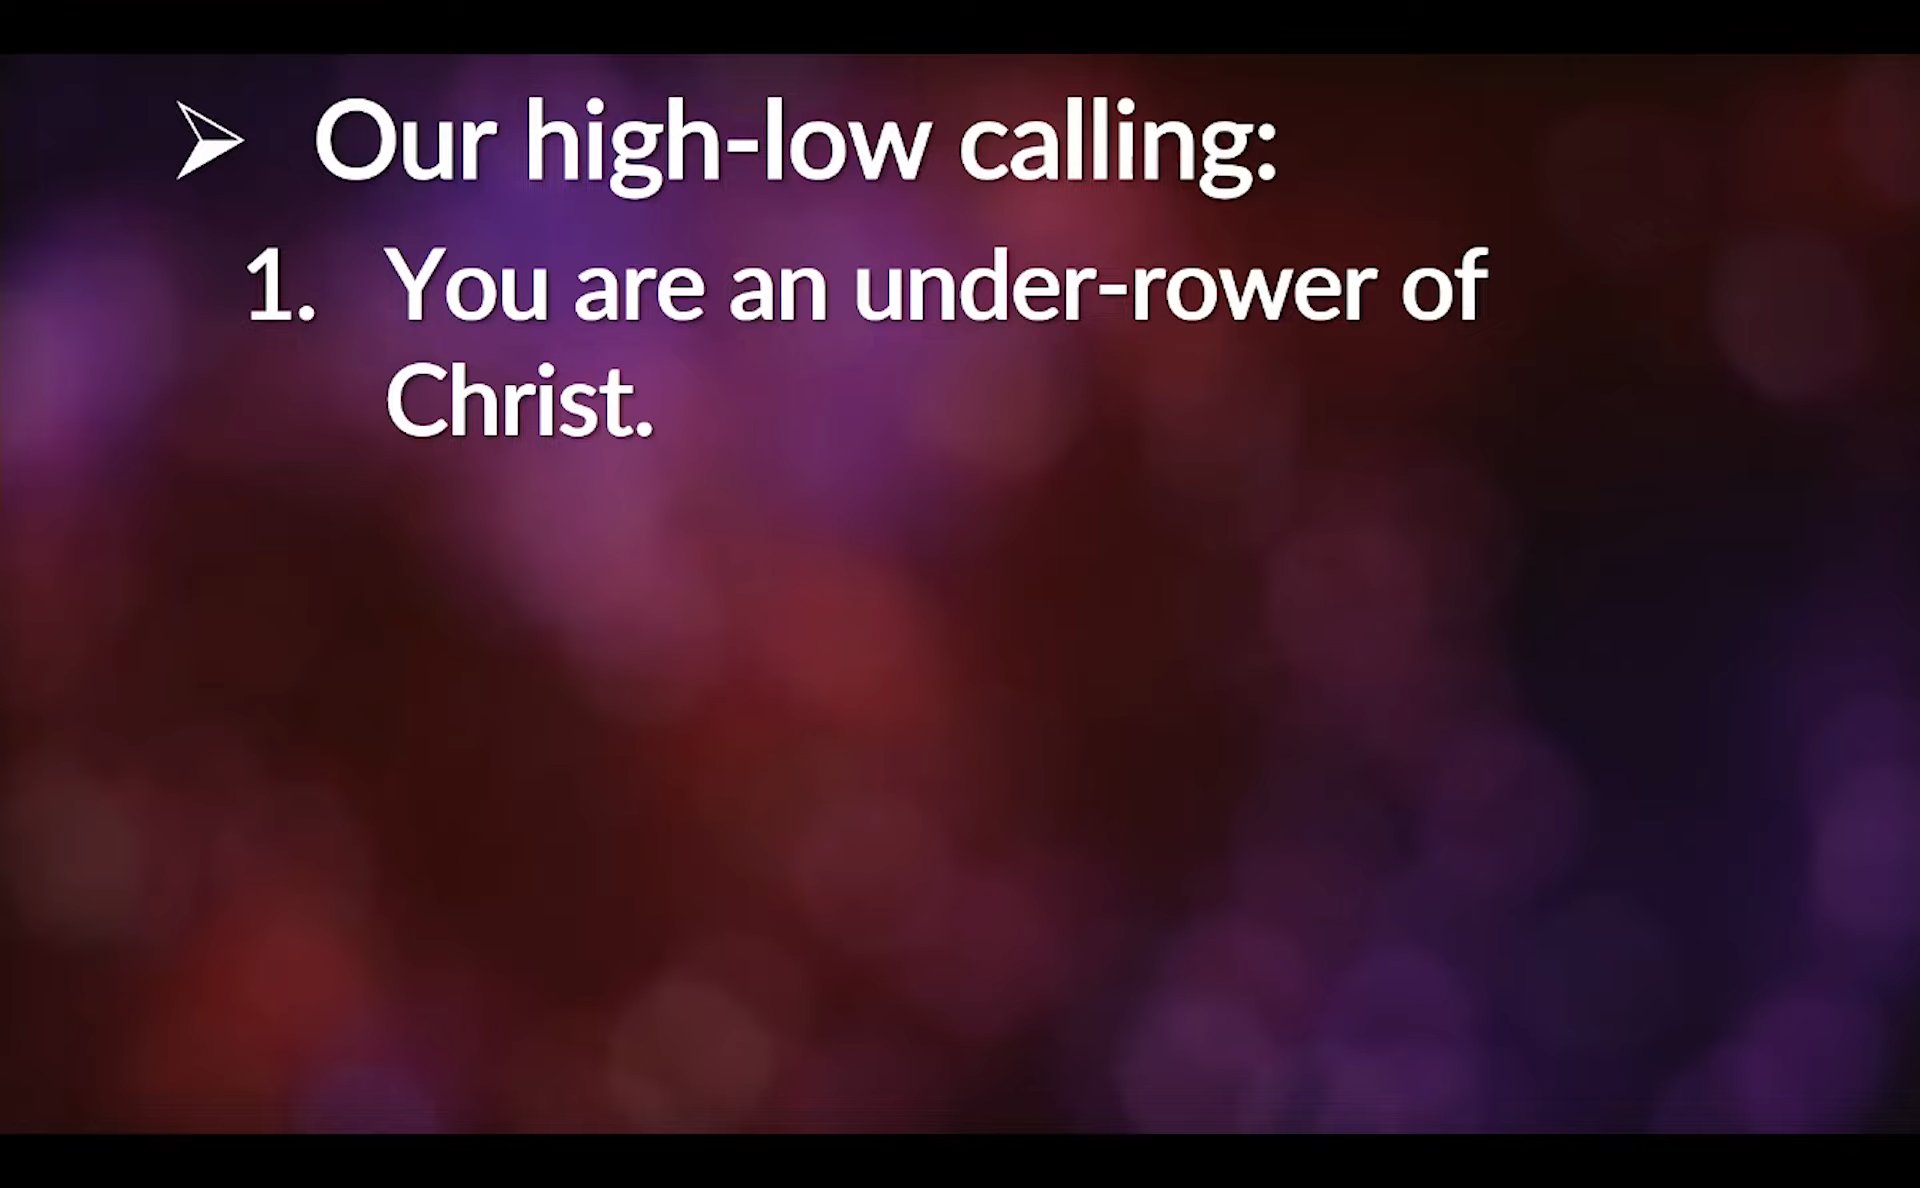 ➢ Our high-low calling:
1. You are an under-rower of
Christ.